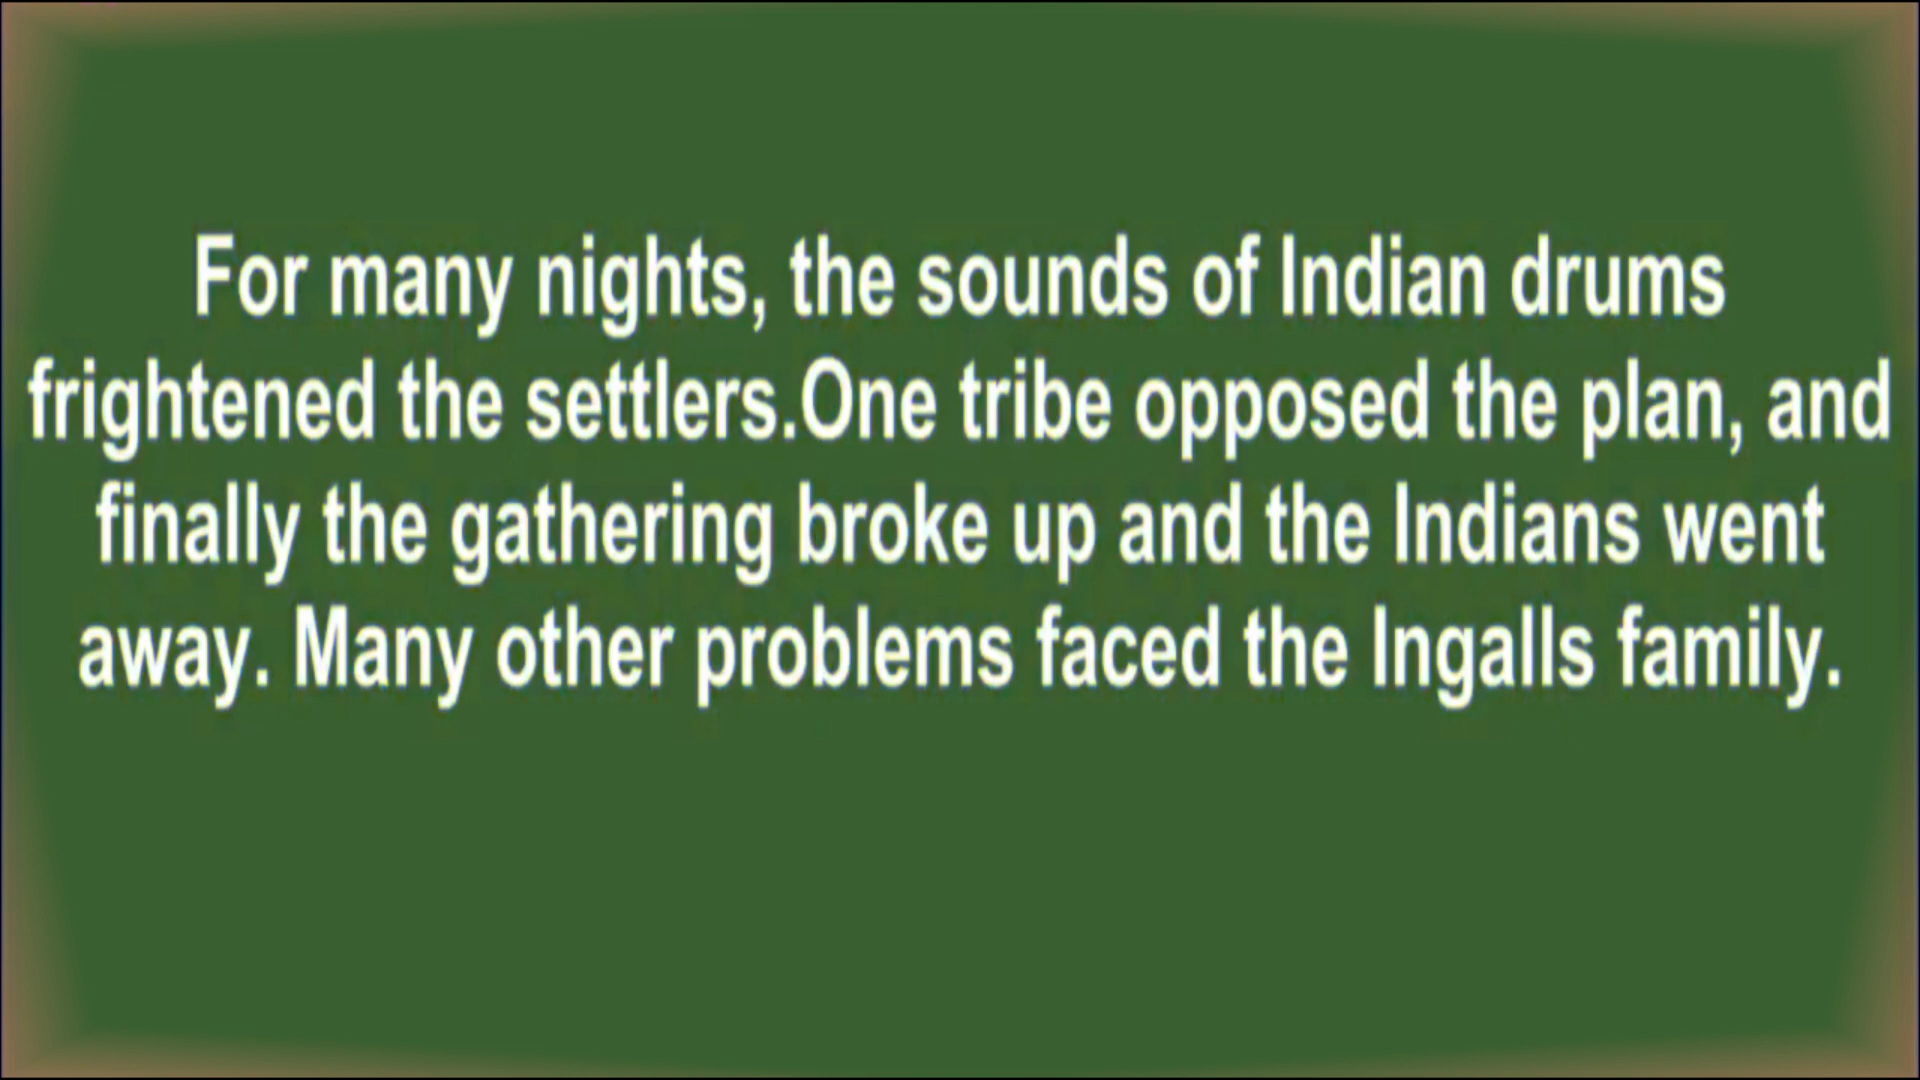 For many nights, the sounds of Indian drums
frightened the settlers.One tribe opposed the plan, and
finally the gathering broke up and the Indians went
away. Many other problems faced the Ingalls family.